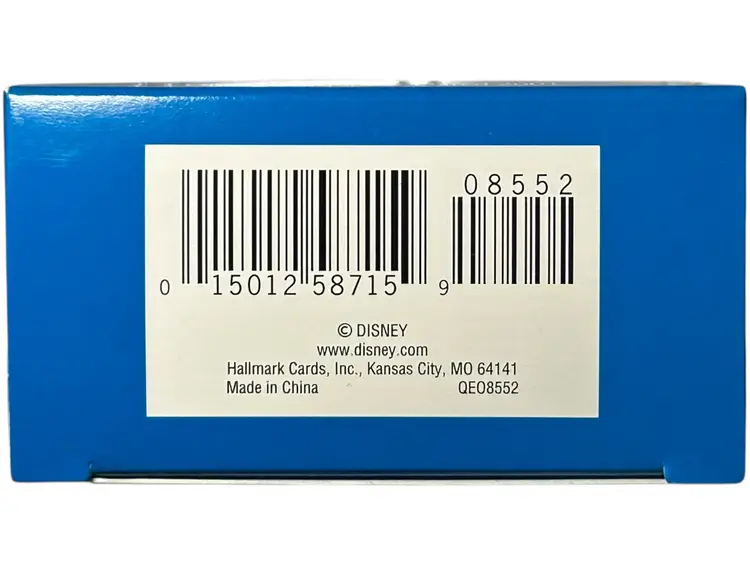 08552
0 15012 58715 9
© DISNEY
www.disney.com
Hallmark Cards, Inc., Kansas City, MO 64141
Made in China QEO8552